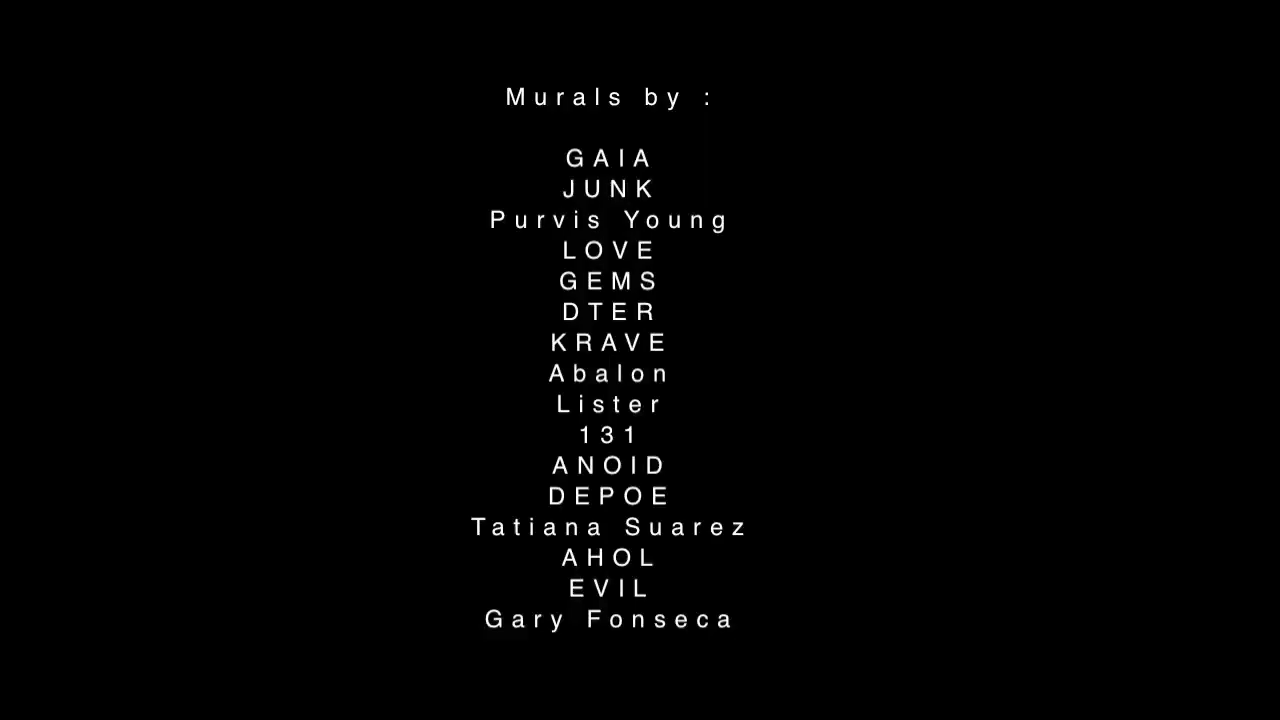 Murals by :
GAIA
JUNK
Purvis Young
LOVE
GEMS
DTER
KRAVE
Abalon
Lister
131
ANOID
DEPOE
Tatiana Suarez
AHOL
EVIL
Gary Fonseca